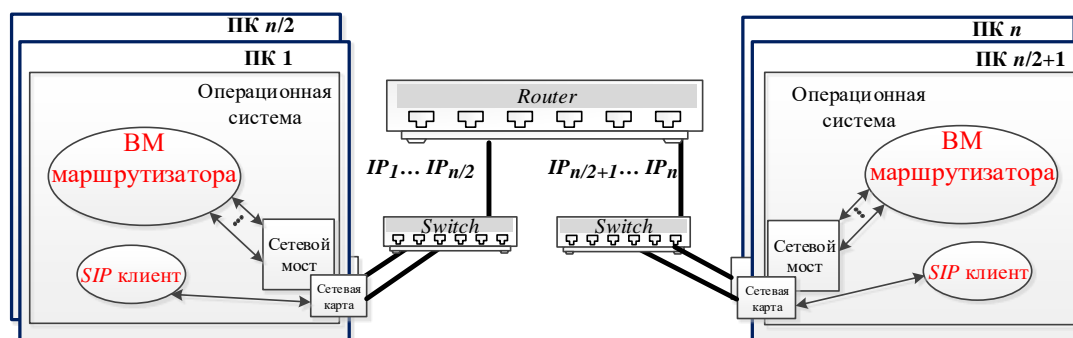 ПК n/2
ПК 1
Операционная
система
ВМ
маршрутизатора
Сетевой
мост
SIP клиент
Сетевая
карта
Router
IP1... IPn/2
IPn/2+1... IPn
Switch
Switch
ПК n
ПК n/2+1
Операционная
система
ВМ
маршрутизатора
Сетевой
мост
SIP клиент
Сетевая
карта